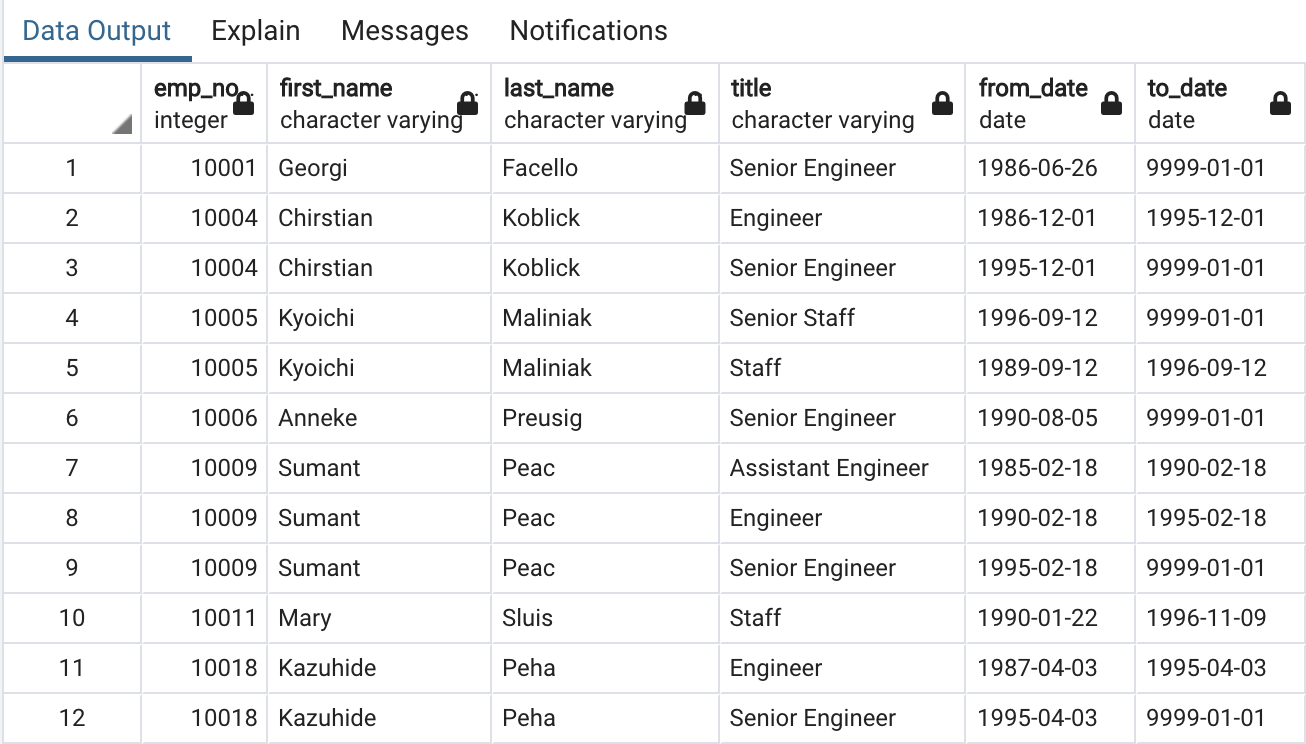 Data Output Explain Messages Notifications
emp_no first_name last_name title from_date to_date
integer character varying character varying character varying date date
1 10001 Georgi Facello Senior Engineer 1986-06-26 9999-01-01
2 10004 Chirstian Koblick Engineer 1986-12-01 1995-12-01
3 10004 Chirstian Koblick Senior Engineer 1995-12-01 9999-01-01
4 10005 Kyoichi Maliniak Senior Staff 1996-09-12 9999-01-01
5 10005 Kyoichi Maliniak Staff 1989-09-12 1996-09-12
6 10006 Anneke Preusig Senior Engineer 1990-08-05 9999-01-01
7 10009 Sumant Peac Assistant Engineer 1985-02-18 1990-02-18
8 10009 Sumant Peac Engineer 1990-02-18 1995-02-18
9 10009 Sumant Peac Senior Engineer 1995-02-18 9999-01-01
10 10011 Mary Sluis Staff 1990-01-22 1996-11-09
11 10018 Kazuhide Peha Engineer 1987-04-03 1995-04-03
12 10018 Kazuhide Peha Senior Engineer 1995-04-03 9999-01-01